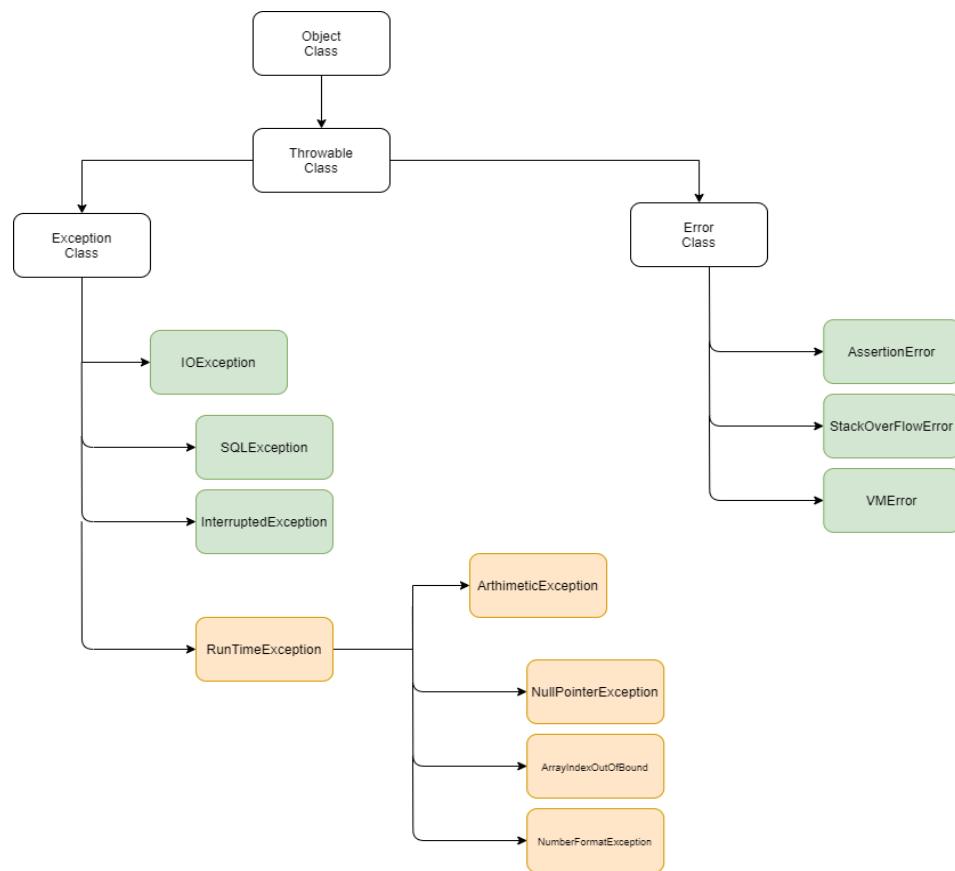 Object
Class
Throwable
Class
Exception
Class
Error
Class
IOException
AssertionError
SQLException
StackOverFlowError
InterruptedException
VMError
ArthimeticException
RunTimeException
NullPointerException
ArrayIndexOutOfBound
NumberFormatException